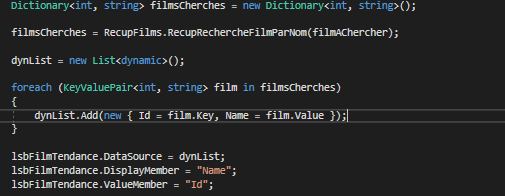 Dictionary<int, string> filmsCherches = new Dictionary<int, string>();
filmsCherches = RecupFilms.RecupRechercheFilmParNom(filmAChercher);
dynList = new List<dynamic>();
foreach (KeyValuePair<int, string> film in filmsCherches)
{
dynList.Add(new { Id = film.Key, Name = film.Value });
}
lsbFilmTendance.DataSource = dynList;
lsbFilmTendance.DisplayMember = "Name";
lsbFilmTendance.ValueMember = "Id";